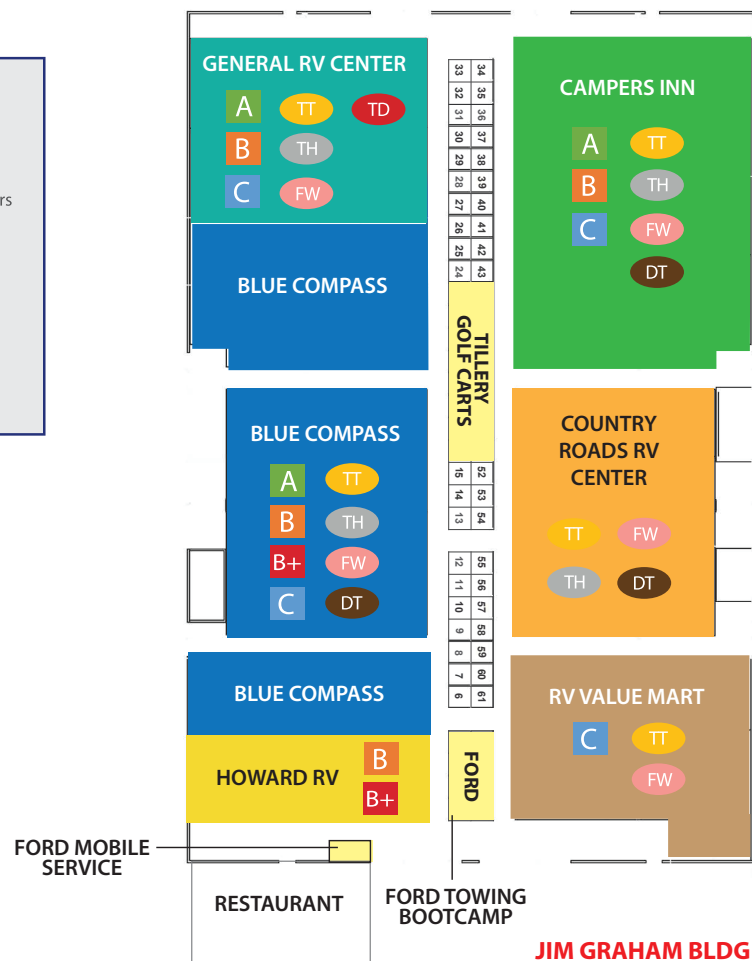 rs
GENERAL RV CENTER
A TT TD
B TH
C FW
BLUE COMPASS
BLUE COMPASS
A TT
B TH
B+ FW
C DT
BLUE COMPASS
HOWARD RV
B
B+
FORD MOBILE
SERVICE
RESTAURANT
33 34
32 35
31 36
30 37
29 38
28 39
27 40
26 41
25 42
24 43
TILLERY
GOLF CARTS
15 52
14 53
13 54
12 55
11 56
10 57
9 58
8 59
7 60
6 61
FORD
FORD TOWING
BOOTCAMP
CAMPERS INN
A TT
B TH
C FW
DT
COUNTRY
ROADS RV
CENTER
TT FW
TH DT
RV VALUE MART
C TT
FW
JIM GRAHAM BLDG